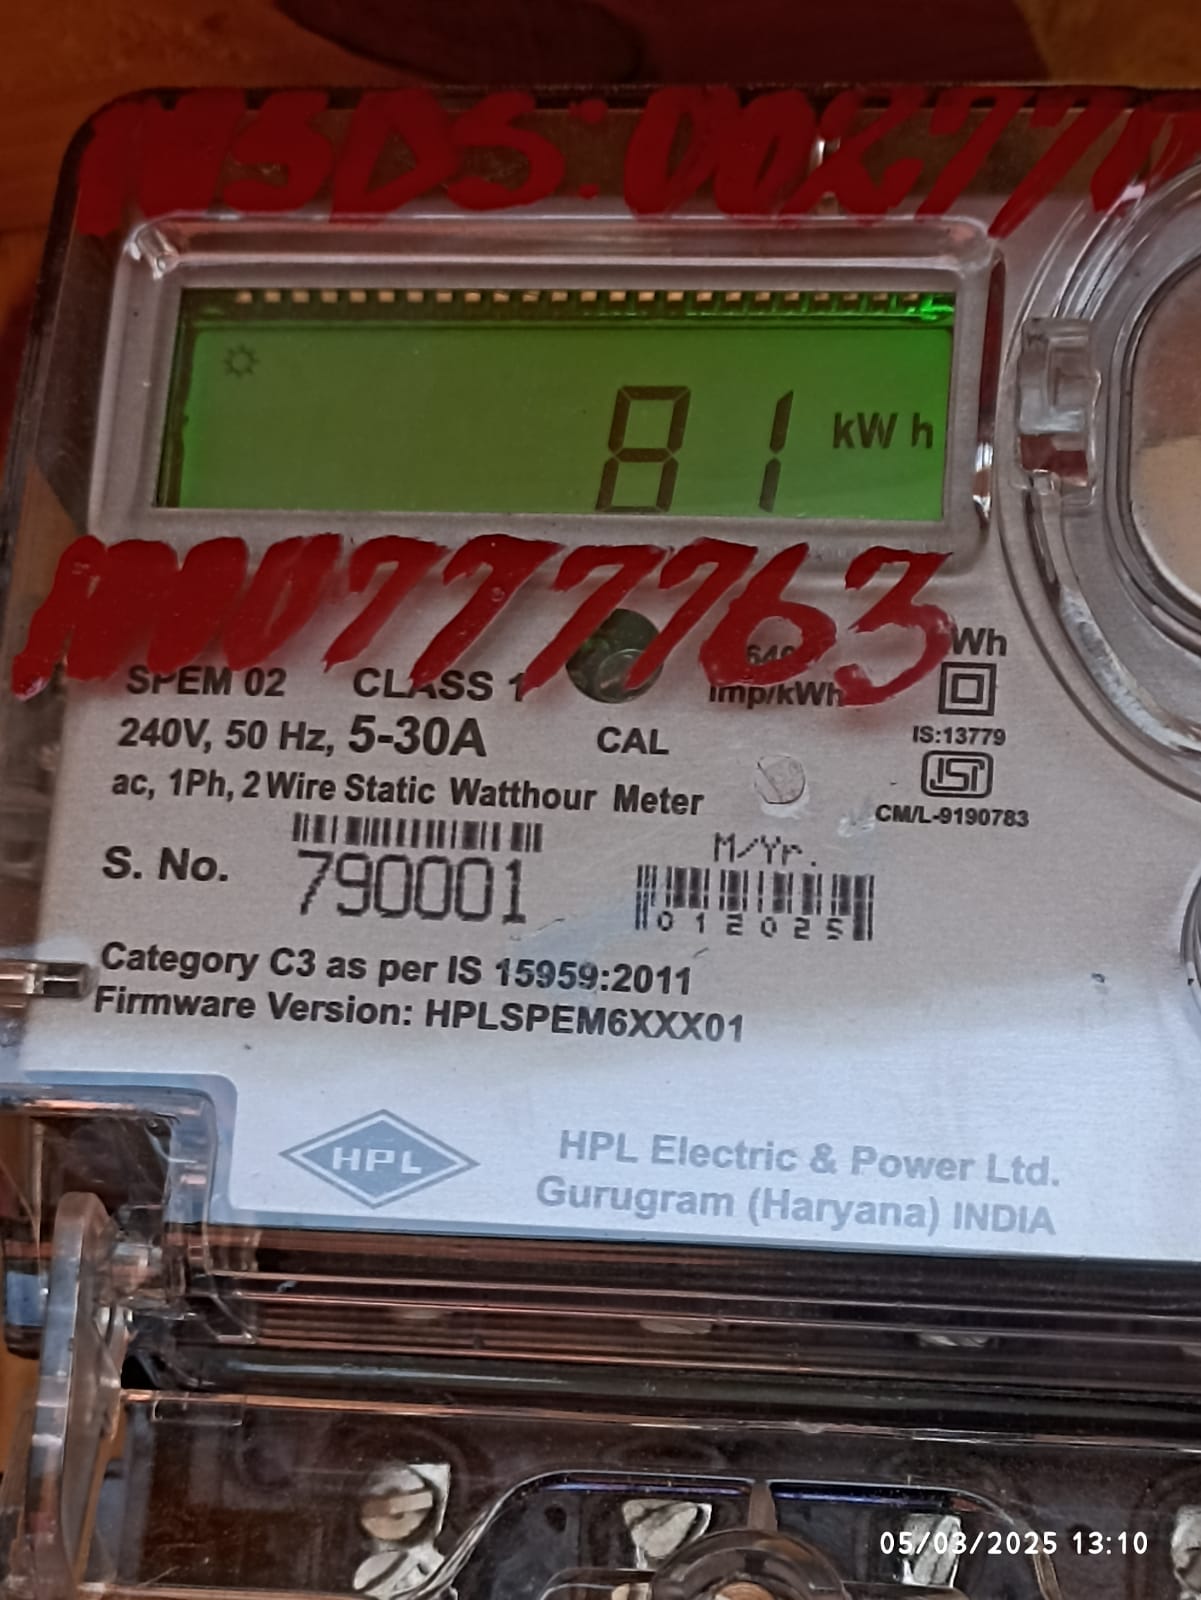 81 kWh
777763
SPEM 02 CLASS 1
imp/kWh
240V, 50 Hz, 5-30A CAL IS:13779
ac, 1Ph, 2 Wire Static Watthour Meter
CM/L-9190783
S. No. 790001
M/Yr.
012025
Category C3 as per IS 15959:2011
Firmware Version: HPLSPEM6XXX01
HPL
HPL Electric & Power Ltd.
Gurugram (Haryana) INDIA
05/03/2025 13:10